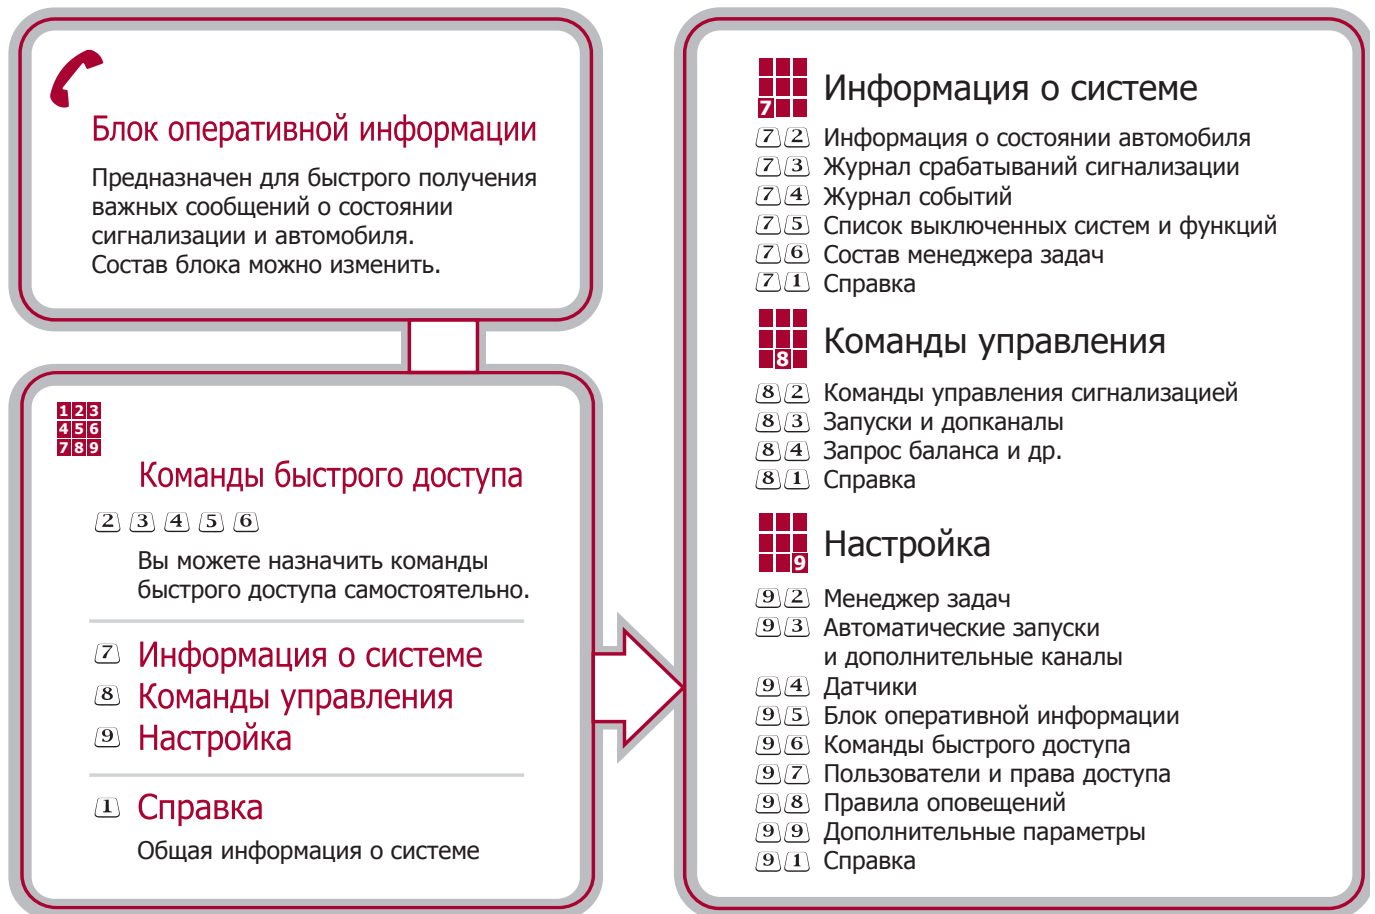 Блок оперативной информации
Предназначен для быстрого получения
важных сообщений о состоянии
сигнализации и автомобиля.
Состав блока можно изменить.
1 2 3
4 5 6
7 8 9
Команды быстрого доступа
2 3 4 5 6
Вы можете назначить команды
быстрого доступа самостоятельно.
7 Информация о системе
8 Команды управления
9 Настройка
1 Справка
Общая информация о системе
7 Информация о системе
7 2 Информация о состоянии автомобиля
7 3 Журнал срабатываний сигнализации
7 4 Журнал событий
7 5 Список выключенных систем и функций
7 6 Состав менеджера задач
7 1 Справка
8 Команды управления
8 2 Команды управления сигнализацией
8 3 Запуски и допканалы
8 4 Запрос баланса и др.
8 1 Справка
9 Настройка
9 2 Менеджер задач
9 3 Автоматические запуски
и дополнительные каналы
9 4 Датчики
9 5 Блок оперативной информации
9 6 Команды быстрого доступа
9 7 Пользователи и права доступа
9 8 Правила оповещений
9 9 Дополнительные параметры
9 1 Справка